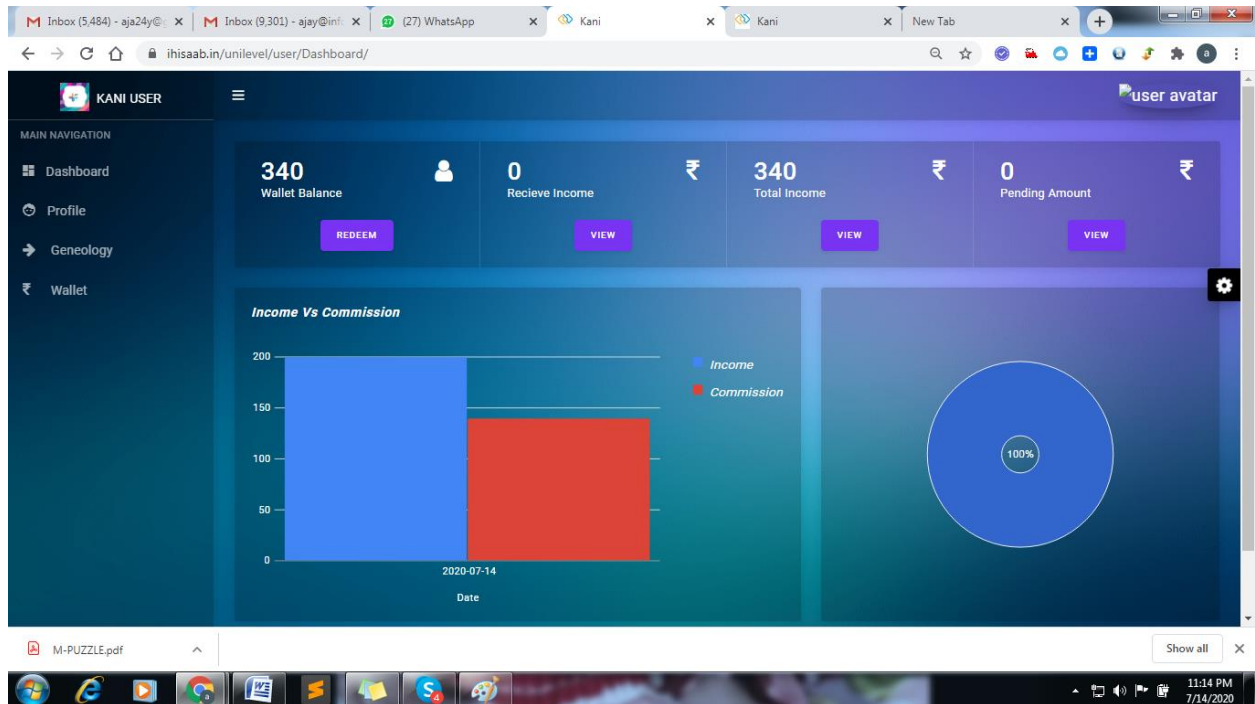 Inbox (5,484) - aja24y@
Inbox (9,301) - ajay@inf
(27) WhatsApp
Kani
Kani
New Tab
ihisaab.in/unilevel/user/Dashboard/
a
KANI USER
user avatar
MAIN NAVIGATION
Dashboard
Profile
Geneology
₹ Wallet
340
Wallet Balance
REDEEM
0 ₹
Recieve Income
VIEW
340 ₹
Total Income
VIEW
0 ₹
Pending Amount
VIEW
Income Vs Commission
200
150
100
50
0
2020-07-14
Date
Income
Commission
100%
M-PUZZLE.pdf
Show all
11:14 PM
7/14/2020